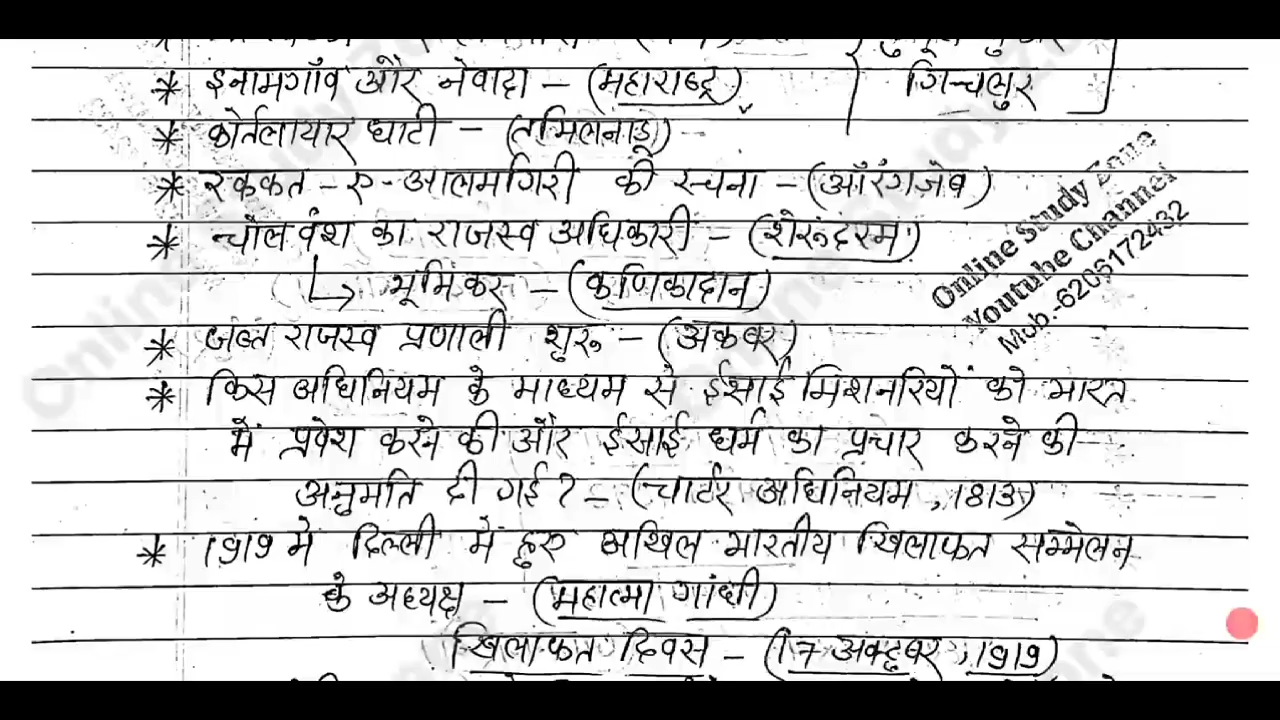 * इनामगाँव और नेवादा – (महाराष्ट्र)
गिन्चलुर
* कोर्तलायार घाटी – (तमिलनाडू)
* रुककत-ए-आलमगिरी की रचना – (औरंगजेब)
* चोल वंश का राजस्व अधिकारी – (शेरूंदरम)
↳ भूमिकर – (कणिकादान)
* जब्त राजस्व प्रणाली शुरू – (अकबर)
* किस अधिनियम के माध्यम से ईसाई मिशनरियों को भारत
में प्रवेश करने की और ईसाई धर्म का प्रचार करने की
अनुमति दी गई? – (चार्टर अधिनियम, 1813)
* 1919 में दिल्ली में हुए अखिल भारतीय खिलाफत सम्मेलन
के अध्यक्ष – (महात्मा गांधी)
खिलाफत दिवस – (17 अक्टूबर, 1919)
Online Study Zone
Youtube Channel
Mob.-6206172432